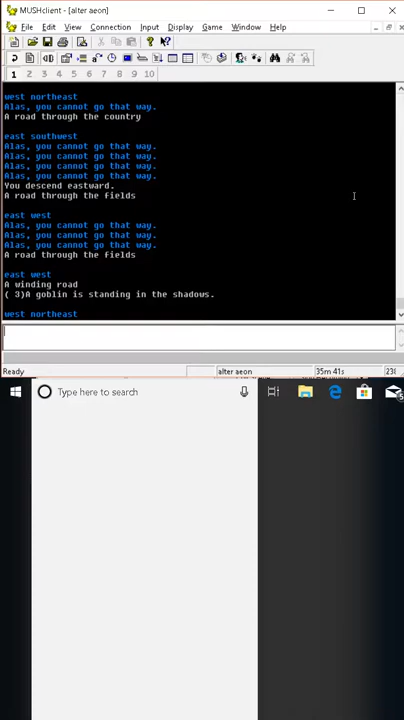 MUSHclient - [alter aeon]
File Edit View Connection Input Display Game Window Help
1 2 3 4 5 6 7 8 9 10
west northeast
Alas, you cannot go that way.
A road through the country
east southwest
Alas, you cannot go that way.
Alas, you cannot go that way.
Alas, you cannot go that way.
Alas, you cannot go that way.
You descend eastward.
A road through the fields
east west
Alas, you cannot go that way.
Alas, you cannot go that way.
Alas, you cannot go that way.
A road through the fields
east west
A winding road
( 3)A goblin is standing in the shadows.
west northeast
Ready alter aeon 35m 41s
Type here to search